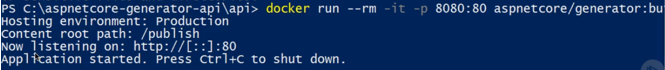 PS C:\aspnetcore-generator-api\api> docker run --rm -it -p 8080:80 aspnetcore/generator:bu
Hosting environment: Production
Content root path: /publish
Now listening on: http://[::]:80
Application started. Press Ctrl+C to shut down.